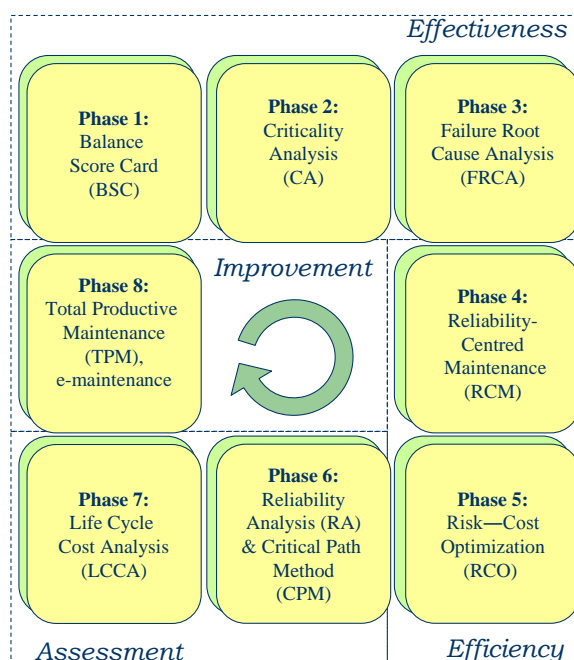 Effectiveness
Phase 1:
Balance
Score Card
(BSC)
Phase 2:
Criticality
Analysis
(CA)
Phase 3:
Failure Root
Cause Analysis
(FRCA)
Phase 8:
Total Productive
Maintenance
(TPM),
e-maintenance
Improvement
Phase 4:
Reliability-
Centred
Maintenance
(RCM)
Phase 7:
Life Cycle
Cost Analysis
(LCCA)
Phase 6:
Reliability
Analysis (RA)
& Critical Path
Method
(CPM)
Phase 5:
Risk—Cost
Optimization
(RCO)
Assessment
Efficiency